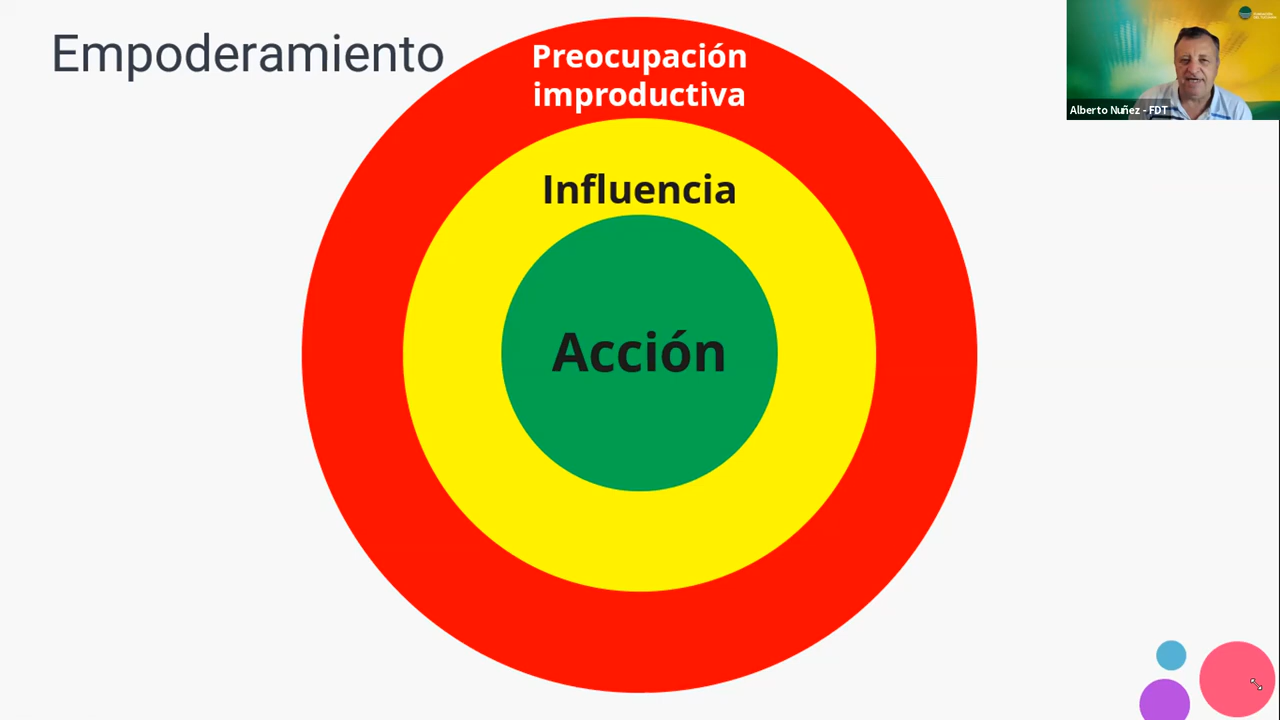 Empoderamiento
Preocupación
improductiva
Influencia
Acción
Alberto Nuñez - FDT